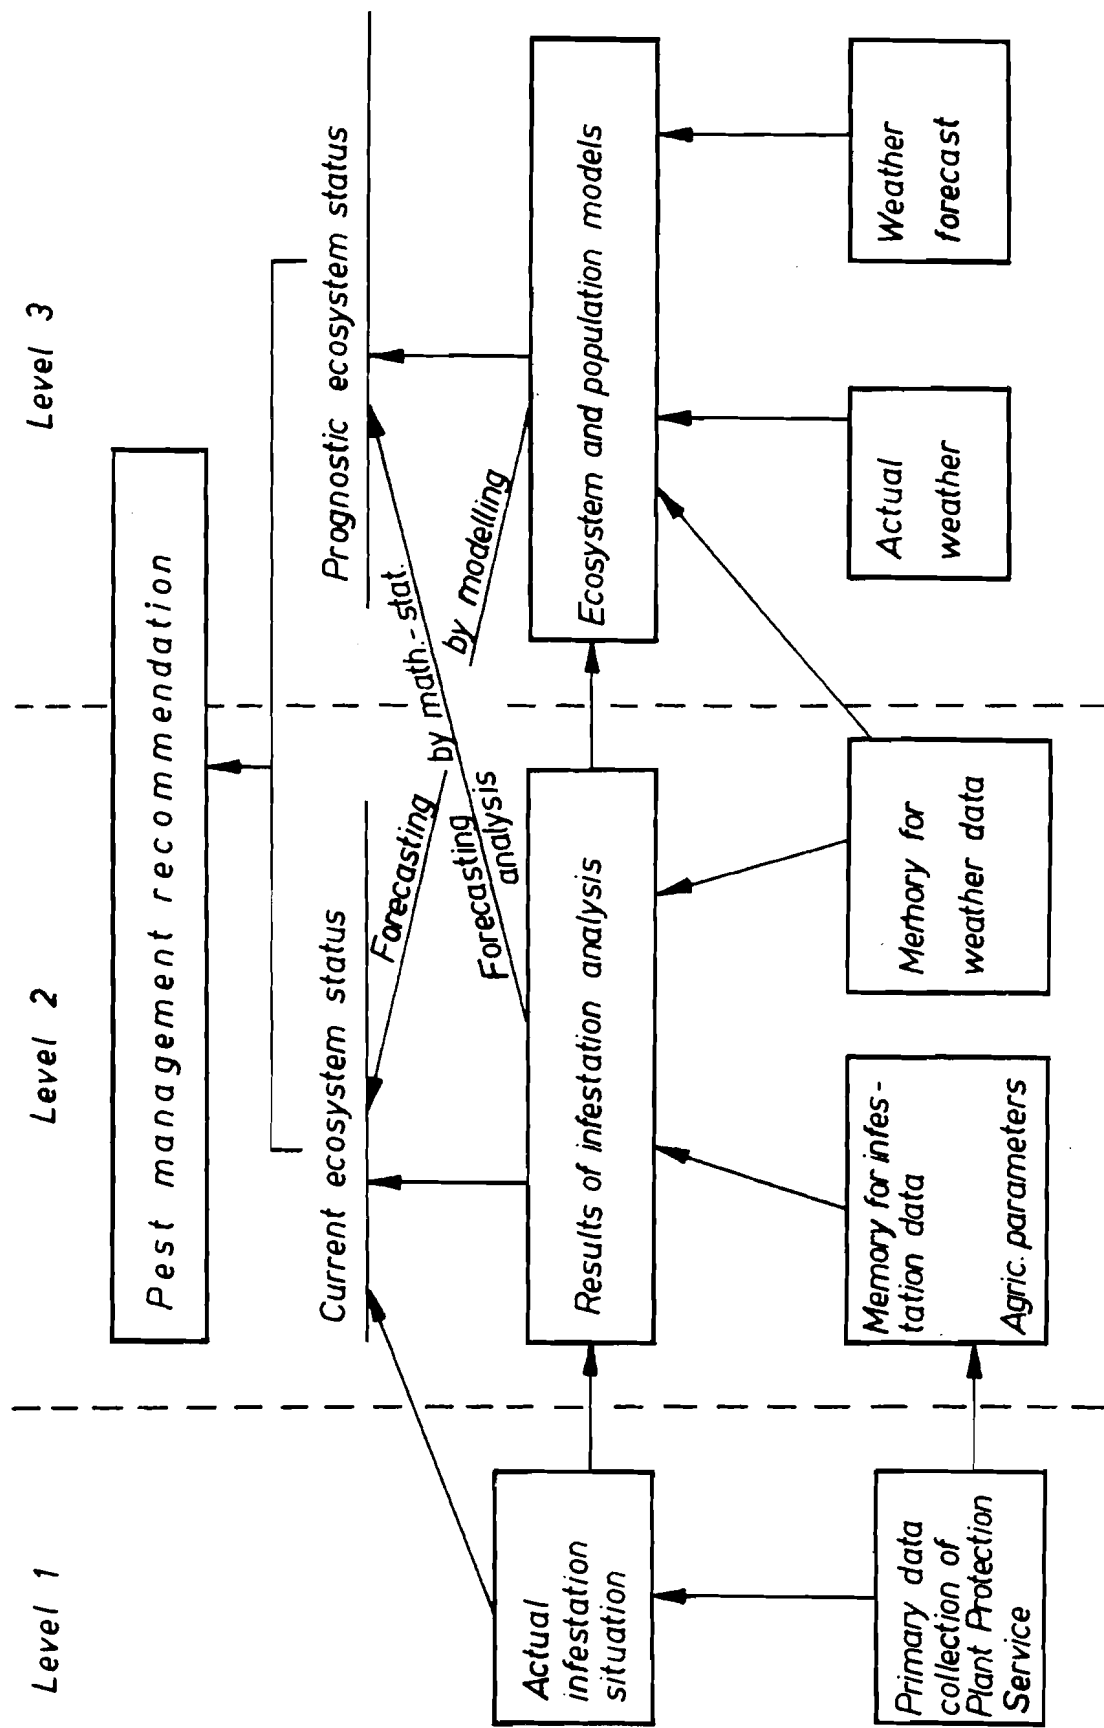 Level 1
Level 2
Level 3
Pest management recommendation
Current ecosystem status
Prognostic ecosystem status
Forecasting
by modelling
Forecasting
by math.-stat.
analysis
Actual
infestation
situation
Results of infestation analysis
Ecosystem and population models
Primary data
collection of
Plant Protection
Service
Memory for infes-
tation data
Agric. parameters
Memory for
weather data
Actual
weather
Weather
forecast